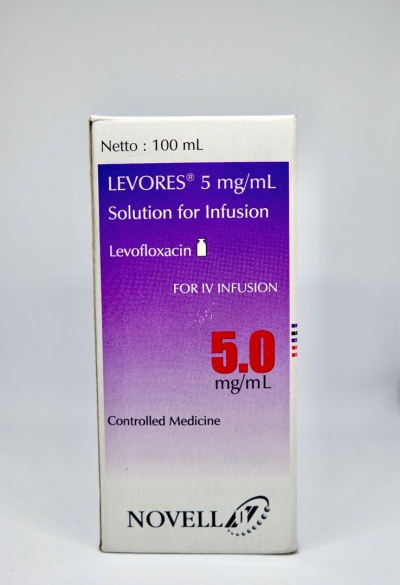 Netto : 100 mL
LEVORES® 5 mg/mL
Solution for Infusion
Levofloxacin
FOR IV INFUSION
5.0
mg/mL
Controlled Medicine
NOVELL